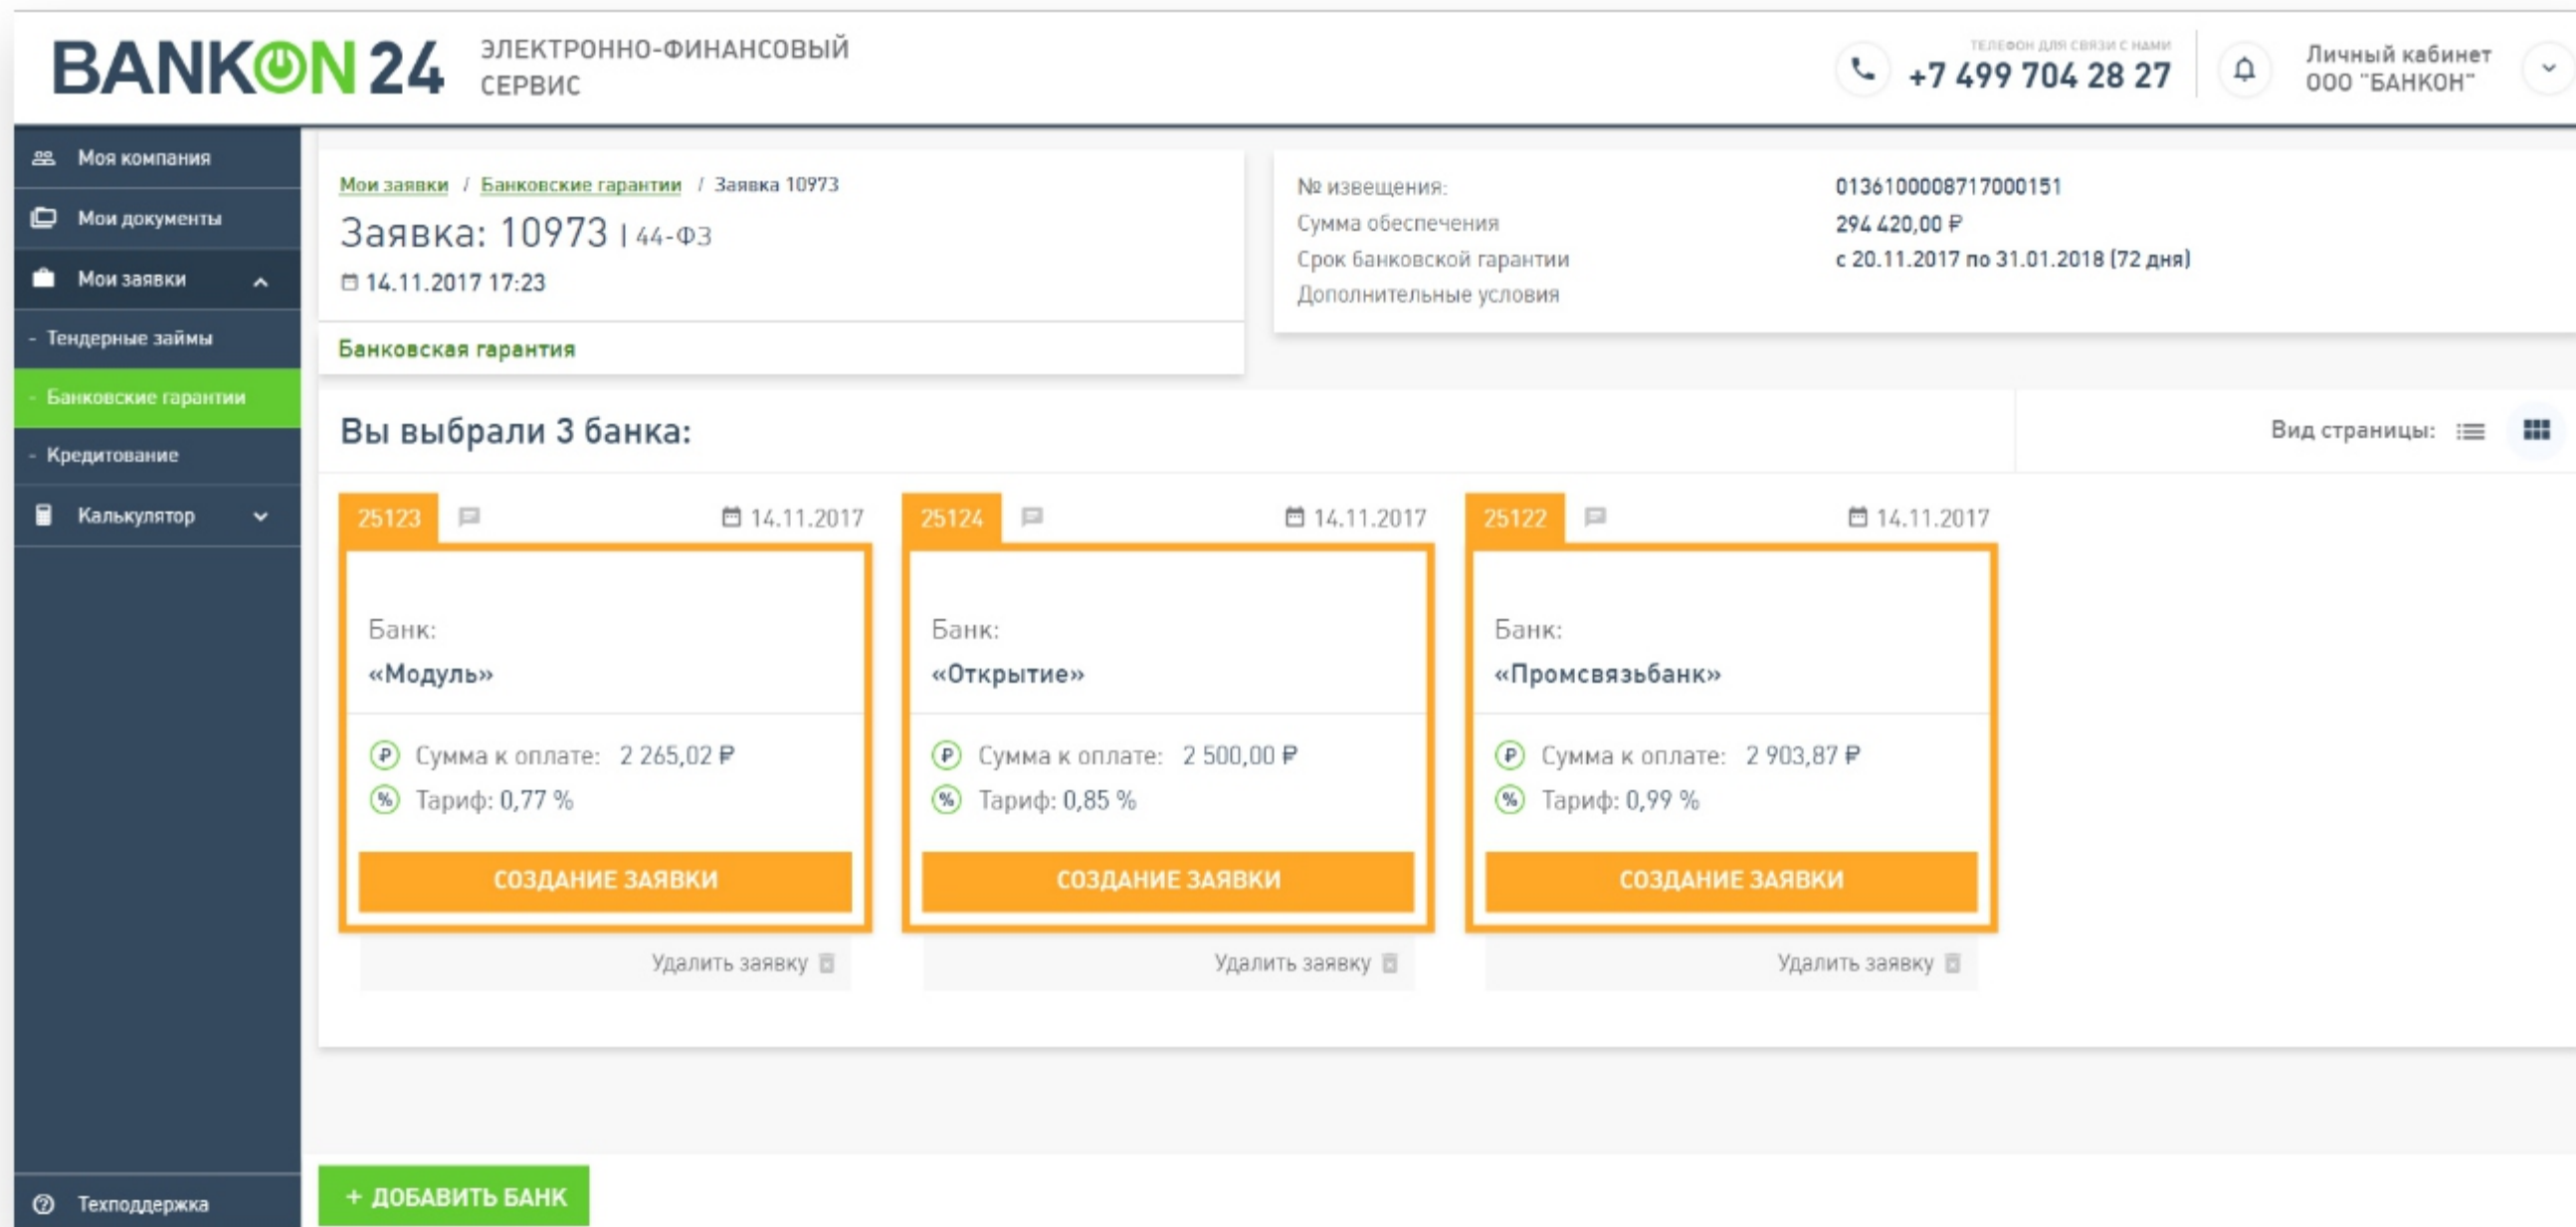 BANKON 24
ЭЛЕКТРОННО-ФИНАНСОВЫЙ
СЕРВИС
ТЕЛЕФОН ДЛЯ СВЯЗИ С НАМИ
+7 499 704 28 27
Личный кабинет
ООО "БАНКОН"
Моя компания
Мои документы
Мои заявки
- Тендерные займы
- Банковские гарантии
- Кредитование
Калькулятор
Техподдержка
Мои заявки / Банковские гарантии / Заявка 10973
Заявка: 10973 | 44-ФЗ
14.11.2017 17:23
Банковская гарантия
№ извещения: 0136100008717000151
Сумма обеспечения 294 420,00 ₽
Срок банковской гарантии с 20.11.2017 по 31.01.2018 (72 дня)
Дополнительные условия
Вы выбрали 3 банка:
Вид страницы:
25123 14.11.2017
Банк:
«Модуль»
₽ Сумма к оплате: 2 265,02 ₽
% Тариф: 0,77 %
СОЗДАНИЕ ЗАЯВКИ
Удалить заявку
25124 14.11.2017
Банк:
«Открытие»
₽ Сумма к оплате: 2 500,00 ₽
% Тариф: 0,85 %
СОЗДАНИЕ ЗАЯВКИ
Удалить заявку
25122 14.11.2017
Банк:
«Промсвязьбанк»
₽ Сумма к оплате: 2 903,87 ₽
% Тариф: 0,99 %
СОЗДАНИЕ ЗАЯВКИ
Удалить заявку
+ ДОБАВИТЬ БАНК